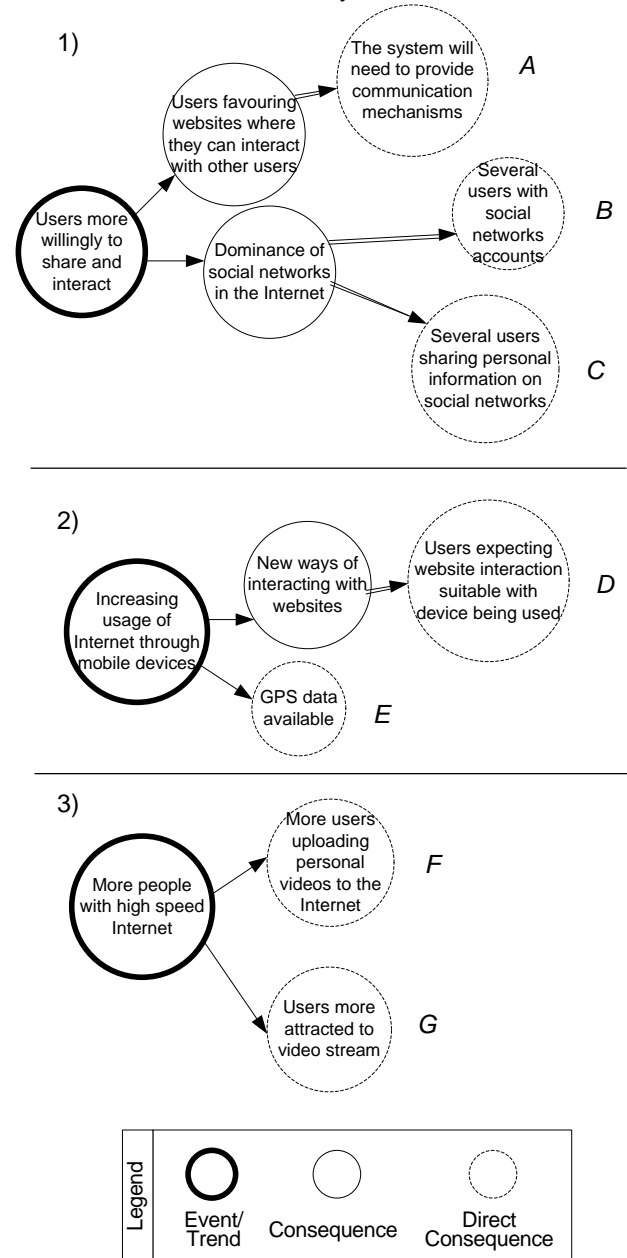 1)
The system will
need to provide
communication
mechanisms
A
Users favouring
websites where
they can interact
with other users
Several
users with
social
networks
accounts
B
Users more
willingly to
share and
interact
Dominance of
social networks
in the Internet
Several users
sharing personal
information on
social networks
C
2)
Users expecting
website interaction
suitable with
device being used
D
New ways of
interacting with
websites
Increasing
usage of
Internet through
mobile devices
GPS data
available
E
3)
More users
uploading
personal
videos to the
Internet
F
More people
with high speed
Internet
Users more
attracted to
video stream
G
Legend
Event/
Trend
Consequence
Direct
Consequence